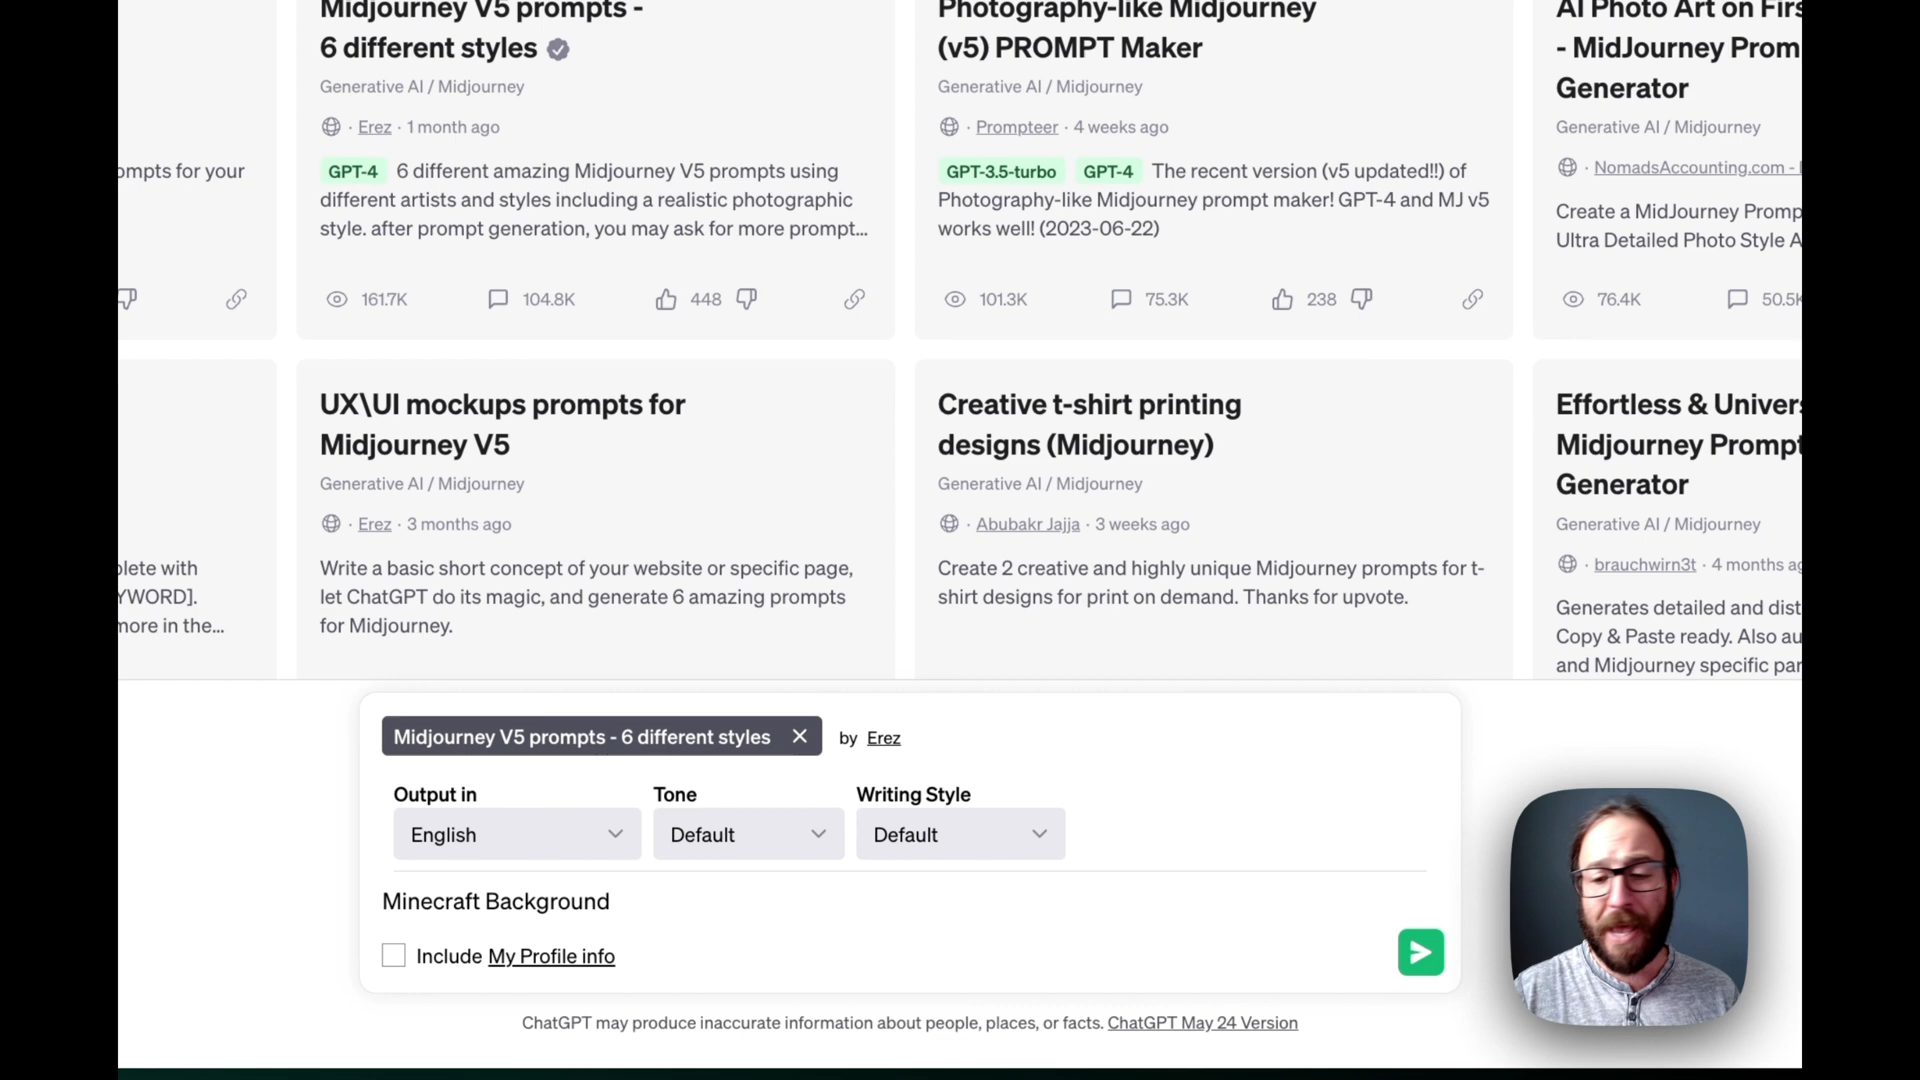 Midjourney V5 prompts -
6 different styles
Generative AI / Midjourney
· Erez · 1 month ago
GPT-4 6 different amazing Midjourney V5 prompts using
different artists and styles including a realistic photographic
style. after prompt generation, you may ask for more prompt...
161.7K 104.8K 448
Photography-like Midjourney
(v5) PROMPT Maker
Generative AI / Midjourney
· Prompteer · 4 weeks ago
GPT-3.5-turbo GPT-4 The recent version (v5 updated!!) of
Photography-like Midjourney prompt maker! GPT-4 and MJ v5
works well! (2023-06-22)
101.3K 75.3K 238
AI Photo Art on
- MidJourney
Generator
Generative AI / Midjourney
· NomadsAccounting.com -
Create a MidJourney
Ultra Detailed Photo Style
76.4K
for your
with
more in the...
UX\UI mockups prompts for
Midjourney V5
Generative AI / Midjourney
· Erez · 3 months ago
Write a basic short concept of your website or specific page,
let ChatGPT do its magic, and generate 6 amazing prompts
for Midjourney.
Creative t-shirt printing
designs (Midjourney)
Generative AI / Midjourney
· Abubakr Jajja · 3 weeks ago
Create 2 creative and highly unique Midjourney prompts for t-
shirt designs for print on demand. Thanks for upvote.
Effortless &
Midjourney
Generator
Generative AI / Midjourney
· brauchwirn3t · 4 months
Generates detailed and
Copy & Paste ready. Also
and Midjourney specific
Midjourney V5 prompts - 6 different styles × by Erez
Output in Tone Writing Style
English Default Default
Minecraft Background
Include My Profile info
ChatGPT may produce inaccurate information about people, places, or facts. ChatGPT May 24 Version